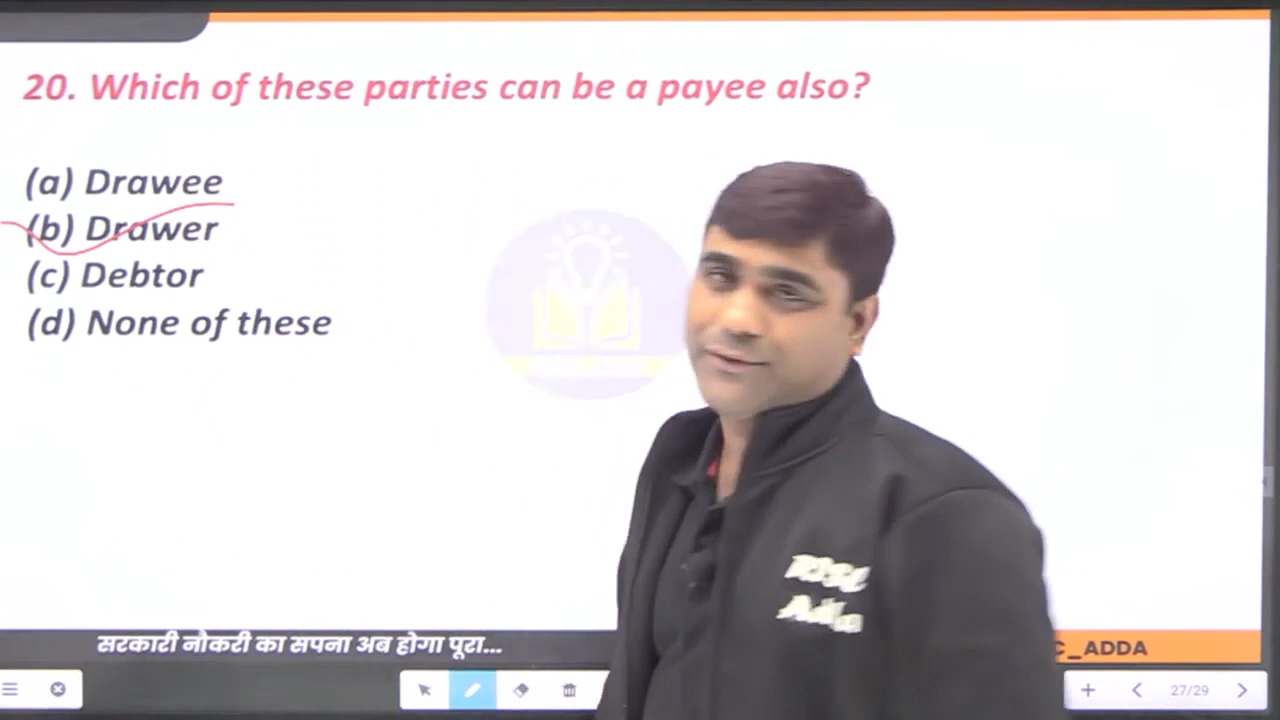 20. Which of these parties can be a payee also?
(a) Drawee
(b) Drawer
(c) Debtor
(d) None of these
सरकारी नौकरी का सपना अब होगा पूरा...
C_ADDA
27/29